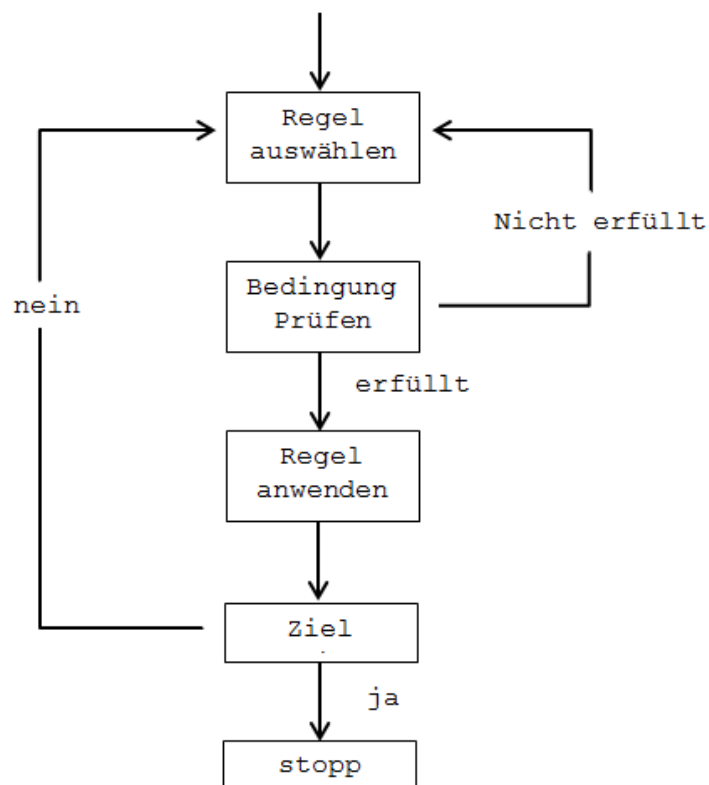 Regel
auswählen
Nicht erfüllt
Bedingung
Prüfen
nein
erfüllt
Regel
anwenden
Ziel
ja
stopp